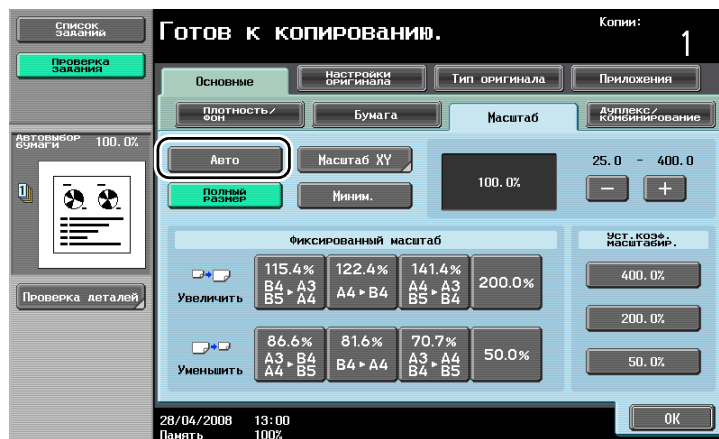 Список
задании
Готов к копированию.
Копии:
1
Проверка
задания
Основные
Настройки
оригинала
Тип оригинала
Приложения
Плотность/
фон
Бумага
Масштаб
Дуплекс/
Комбинирование
Автовыбор
бумаги
100.0%
Авто
Масштаб XY
100.0%
25.0 - 400.0
Полный
размер
Миним.
− +
Фиксированный масштаб
Уст.коэф.
масштабир.
Увеличить
115.4%
B4▸A3
B5▸A4
122.4%
A4▸B4
141.4%
A4▸A3
B5▸B4
200.0%
400.0%
Проверка деталей
200.0%
Уменьшить
86.6%
A3▸B4
A4▸B5
81.6%
B4▸A4
70.7%
A3▸A4
B4▸B5
50.0%
50.0%
28/04/2008 13:00
Память 100%
OK